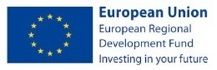 European Union
European Regional
Development Fund
Investing in your future